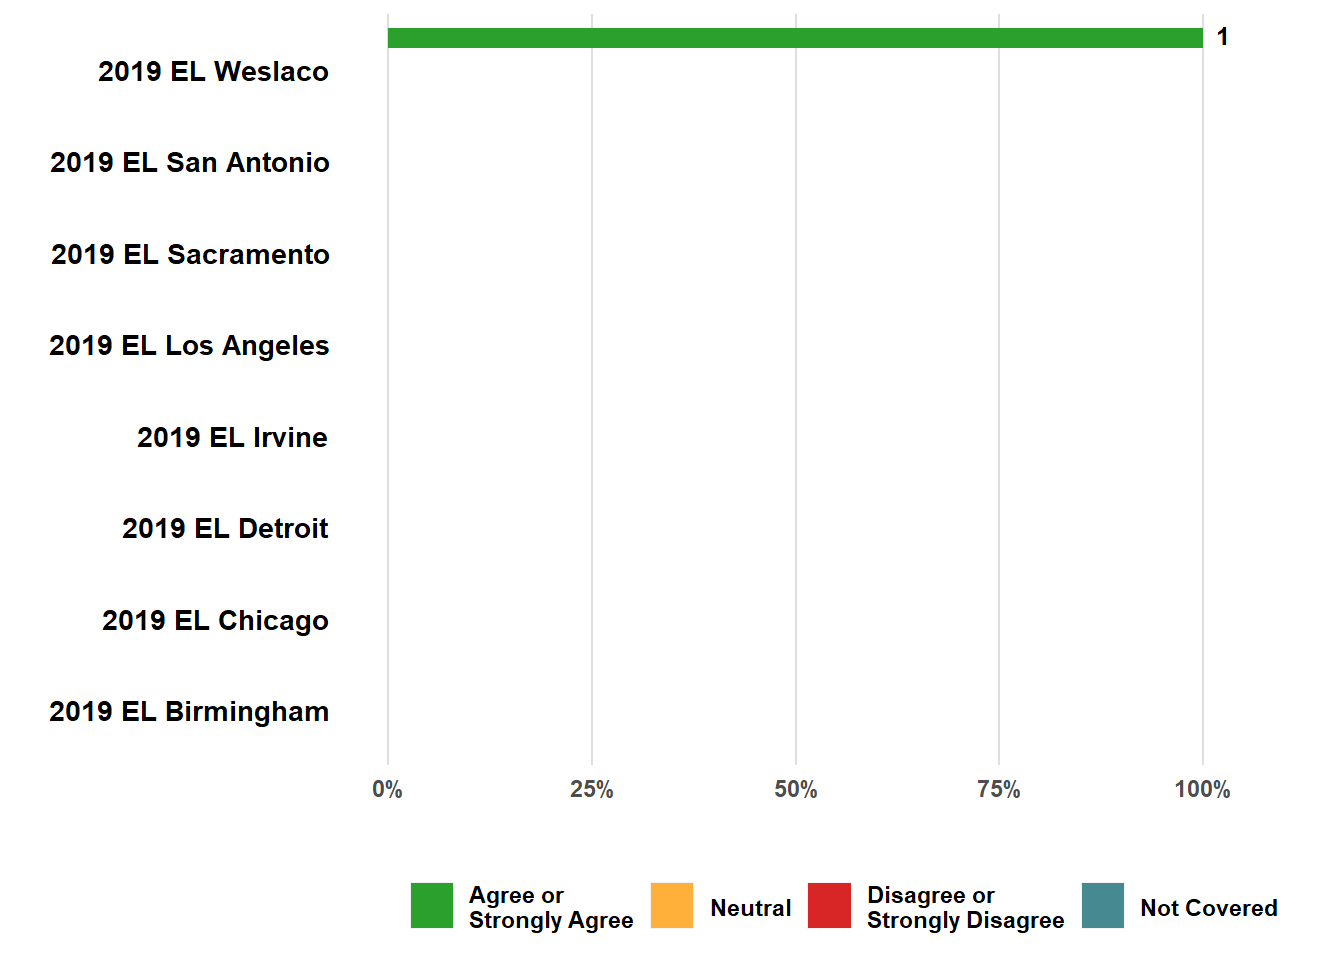 1
2019 EL Weslaco
2019 EL San Antonio
2019 EL Sacramento
2019 EL Los Angeles
2019 EL Irvine
2019 EL Detroit
2019 EL Chicago
2019 EL Birmingham
0% 25% 50% 75% 100%
Agree or
Strongly Agree
Neutral
Disagree or
Strongly Disagree
Not Covered